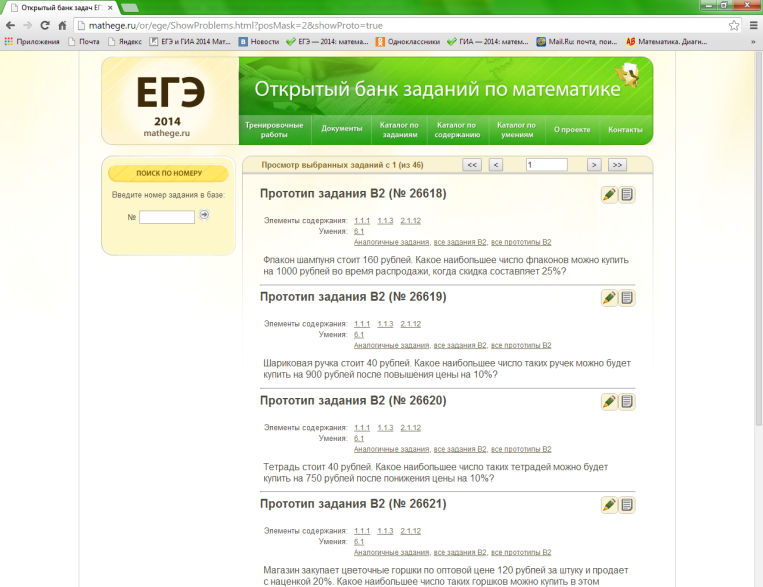 Открытый банк задач ЕГ
mathege.ru/or/ege/ShowProblems.html?posMask=2&showProto=true
Приложения Почта Яндекс ЕГЭ и ГИА 2014 Мат... Новости ЕГЭ — 2014: матема... Одноклассники ГИА — 2014: матем... Mail.Ru: почта, пои... Математика. Диагн... »
ЕГЭ
2014
mathege.ru
Открытый банк заданий по математике
Тренировочные работы
Документы
Каталог по заданиям
Каталог по содержанию
Каталог по умениям
О проекте
Контакты
ПОИСК ПО НОМЕРУ
Введите номер задания в базе:
№
Просмотр выбранных заданий с 1 (из 46) << < 1 > >>
Прототип задания B2 (№ 26618)
Элементы содержания: 1.1.1 1.1.3 2.1.12
Умения: 6.1
Аналогичные задания, все задания B2, все прототипы B2
Флакон шампуня стоит 160 рублей. Какое наибольшее число флаконов можно купить
на 1000 рублей во время распродажи, когда скидка составляет 25%?
Прототип задания B2 (№ 26619)
Элементы содержания: 1.1.1 1.1.3 2.1.12
Умения: 6.1
Аналогичные задания, все задания B2, все прототипы B2
Шариковая ручка стоит 40 рублей. Какое наибольшее число таких ручек можно будет
купить на 900 рублей после повышения цены на 10%?
Прототип задания B2 (№ 26620)
Элементы содержания: 1.1.1 1.1.3 2.1.12
Умения: 6.1
Аналогичные задания, все задания B2, все прототипы B2
Тетрадь стоит 40 рублей. Какое наибольшее число таких тетрадей можно будет
купить на 750 рублей после понижения цены на 10%?
Прототип задания B2 (№ 26621)
Элементы содержания: 1.1.1 1.1.3 2.1.12
Умения: 6.1
Аналогичные задания, все задания B2, все прототипы B2
Магазин закупает цветочные горшки по оптовой цене 120 рублей за штуку и продает
с наценкой 20%. Какое наибольшее число таких горшков можно купить в этом